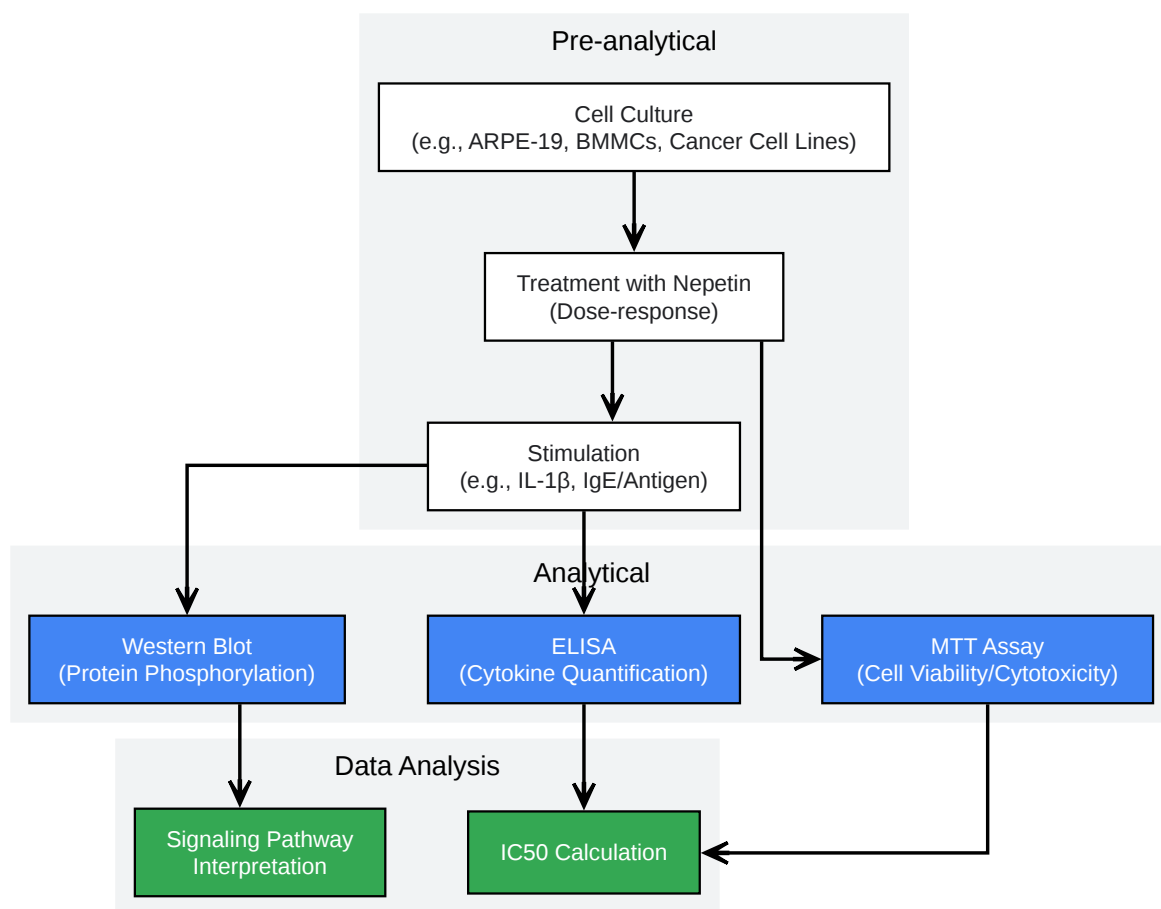 Pre-analytical
Cell Culture
(e.g., ARPE-19, BMMCs, Cancer Cell Lines)
Treatment with Nepetin
(Dose-response)
Stimulation
(e.g., IL-1β, IgE/Antigen)
Analytical
Western Blot
(Protein Phosphorylation)
ELISA
(Cytokine Quantification)
MTT Assay
(Cell Viability/Cytotoxicity)
Data Analysis
Signaling Pathway
Interpretation
IC50 Calculation